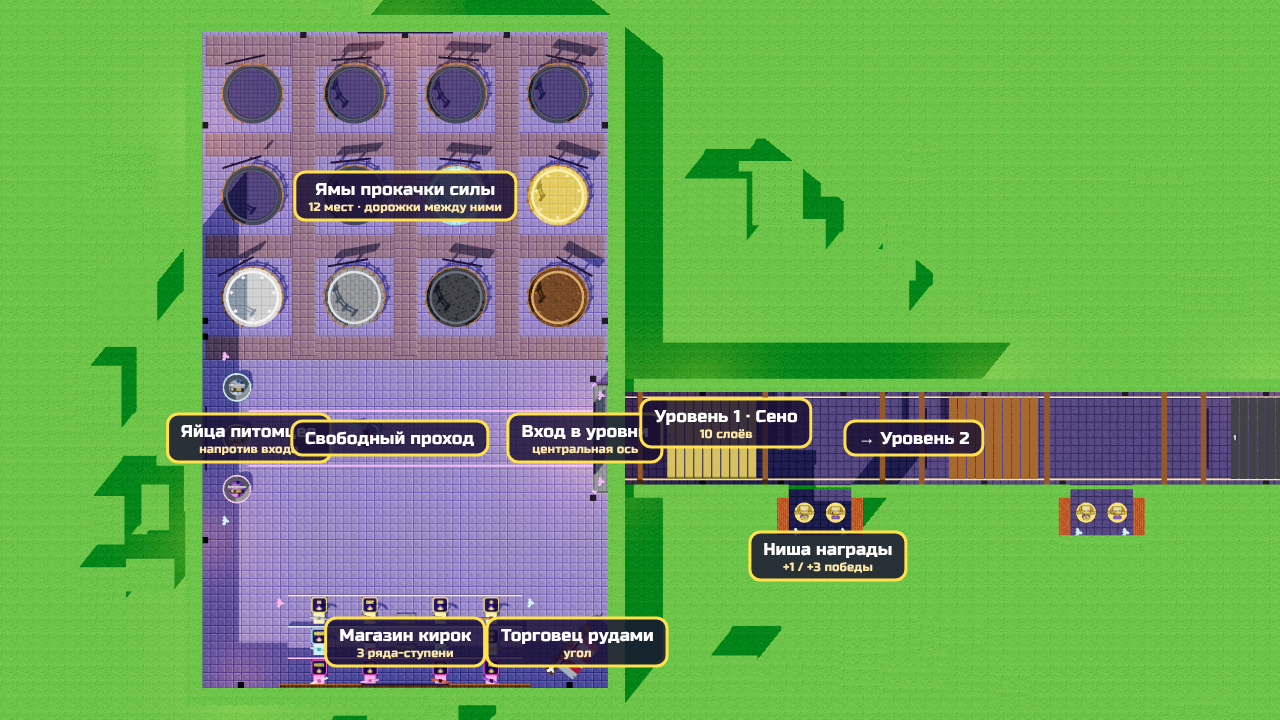 Ямы прокачки силы
12 мест · дорожки между ними
Яйца питомц
напротив вход
Свободный проход
Вход в уровн
центральная ось
Уровень 1 · Сено
10 слоёв
→ Уровень 2
Ниша награды
+1 / +3 победы
Магазин кирок
3 ряда-ступени
Торговец рудами
угол